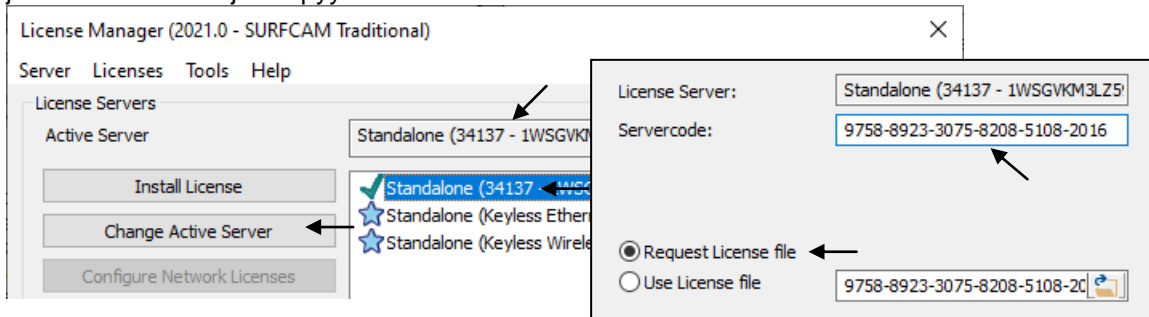 License Manager (2021.0 - SURFCAM Traditional)
Server Licenses Tools Help
License Servers
Active Server
Standalone (34137 - 1WSGVKM
Install License
Change Active Server
Configure Network Licenses
Standalone (34137 -
Standalone (Keyless Ether
Standalone (Keyless Wirele
License Server:
Standalone (34137 - 1WSGVKM3LZ5
Servercode:
9758-8923-3075-8208-5108-2016
Request License file
Use License file
9758-8923-3075-8208-5108-20